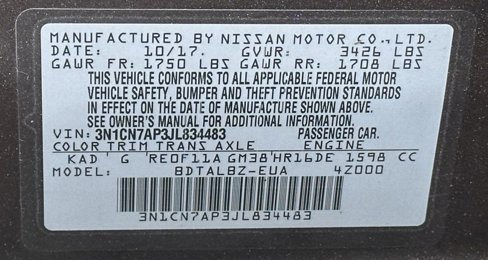 MANUFACTURED BY NISSAN MOTOR CO., LTD.
DATE: 10/17. GVWR: 3426 LBS
GAWR FR: 1750 LBS GAWR RR: 1708 LBS
THIS VEHICLE CONFORMS TO ALL APPLICABLE FEDERAL MOTOR
VEHICLE SAFETY, BUMPER AND THEFT PREVENTION STANDARDS
IN EFFECT ON THE DATE OF MANUFACTURE SHOWN ABOVE.
SEE OWNER'S MANUAL FOR ADDITIONAL INFORMATION.
VIN: 3N1CN7AP3JL834483 PASSENGER CAR.
COLOR TRIM TRANS AXLE ENGINE
KAD ' G 'RE0F11A GM38'HR16DE 1598 CC
MODEL: BDTALBZ-EUA 4Z000
3N1CN7AP3JL834483